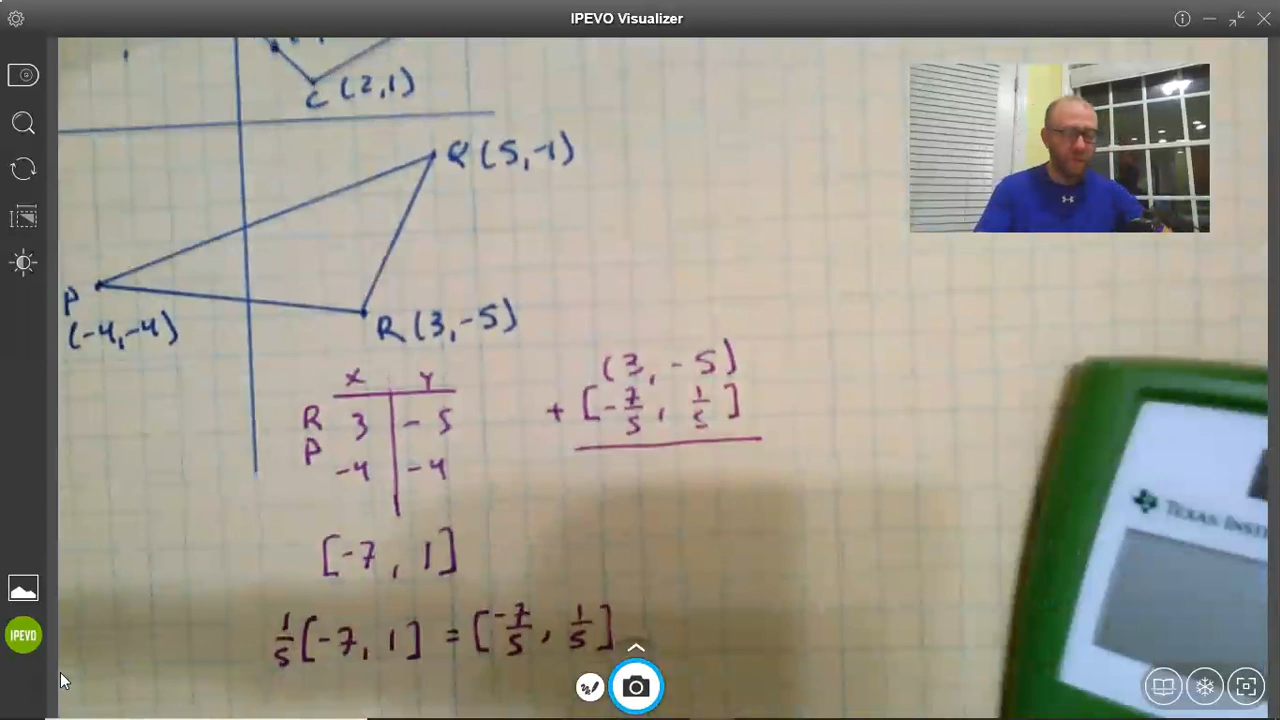 IPEVO Visualizer
C (2,1)
Q (5,-1)
P
(-4,-4)
R (3,-5)
X Y
R 3 -5
P -4 -4
(3, -5)
+ [-7/5, 1/5]
[-7, 1]
1/5 [-7, 1] = [-7/5, 1/5]
TEXAS INST
IPEVO